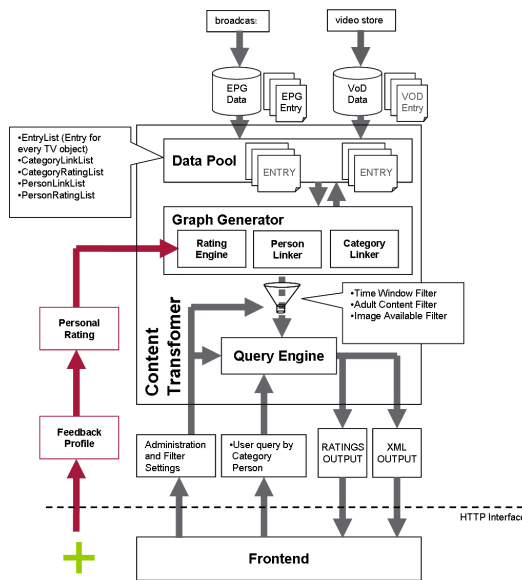 broadcast
video store
EPG
Data
EPG
Entry
VoD
Data
VOD
Entry
•EntryList (Entry for
every TV object)
•CategoryLinkList
•CategoryRatingList
•PersonLinkList
•PersonRatingList
Data Pool
ENTRY
ENTRY
Graph Generator
Rating
Engine
Person
Linker
Category
Linker
•Time Window Filter
•Adult Content Filter
•Image Available Filter
Personal
Rating
Content
Transfomer
Query Engine
Feedback
Profile
Administration
and Filter
Settings
•User query by
Category
Person
RATINGS
OUTPUT
XML
OUTPUT
HTTP Interface
Frontend